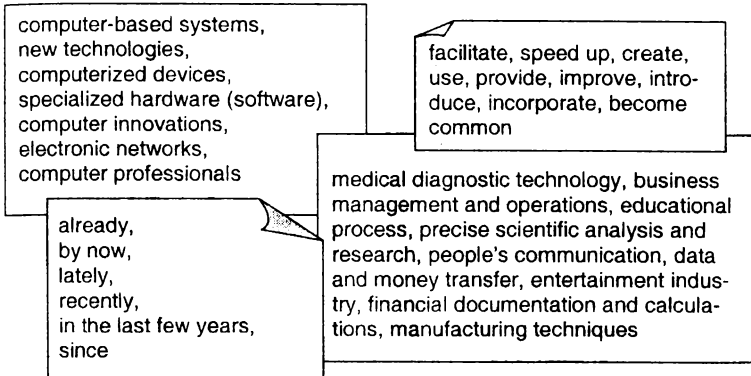 computer-based systems,
new technologies,
computerized devices,
specialized hardware (software),
computer innovations,
electronic networks,
computer professionals
facilitate, speed up, create,
use, provide, improve, intro-
duce, incorporate, become
common
already,
by now,
lately,
recently,
in the last few years,
since
medical diagnostic technology, business
management and operations, educational
process, precise scientific analysis and
research, people's communication, data
and money transfer, entertainment indus-
try, financial documentation and calcula-
tions, manufacturing techniques